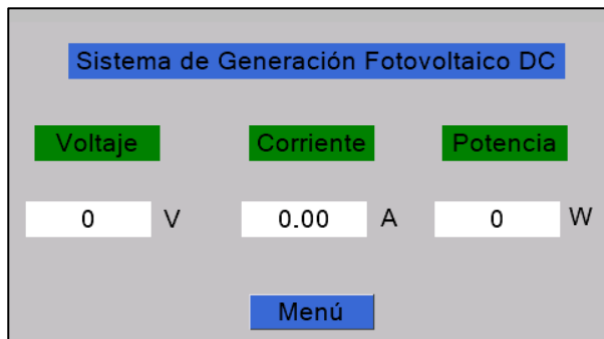 Sistema de Generación Fotovoltaico DC
Voltaje Corriente Potencia
0 V 0.00 A 0 W
Menú